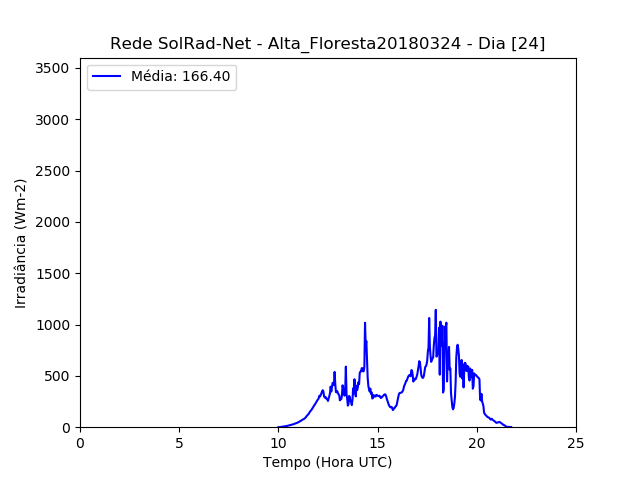 Rede SolRad-Net - Alta_Floresta20180324 - Dia [24]
Média: 166.40
3500
3000
2500
2000
1500
1000
500
0
Irradiância (Wm-2)
0 5 10 15 20 25
Tempo (Hora UTC)